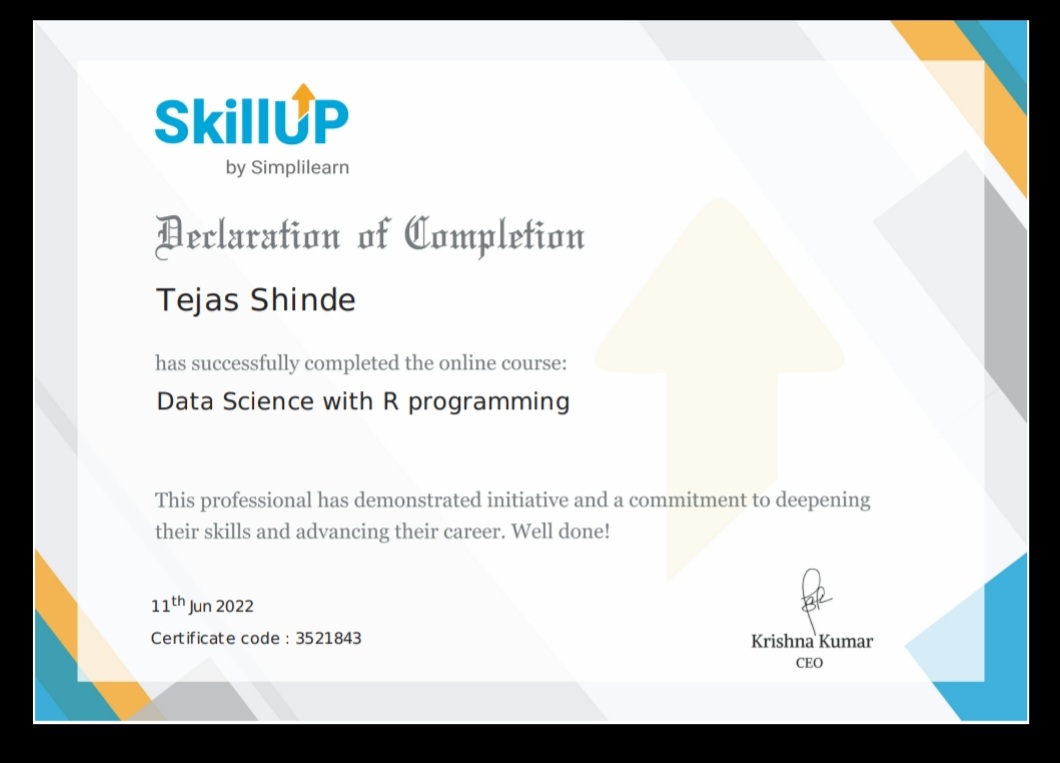 SkillUP
by Simplilearn
Declaration of Completion
Tejas Shinde
has successfully completed the online course:
Data Science with R programming
This professional has demonstrated initiative and a commitment to deepening
their skills and advancing their career. Well done!
11th Jun 2022
Certificate code : 3521843
Krishna Kumar
CEO